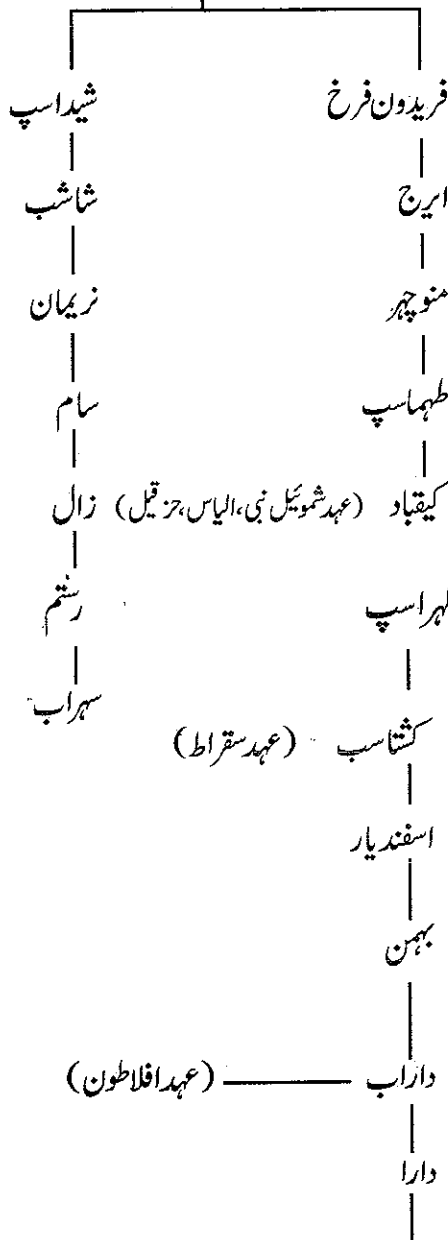 فریدون فرخ شیداسپ
ایرج شاشب
منوچہر نریمان
طہماسپ سام
کیقباد (عہد شموئیل نبی، الیاس، حزقیل) زال
لہراسپ رستم
سہراب
کشتاسب (عہد سقراط)
اسفندیار
بہمن
داراب (عہد افلاطون)
دارا